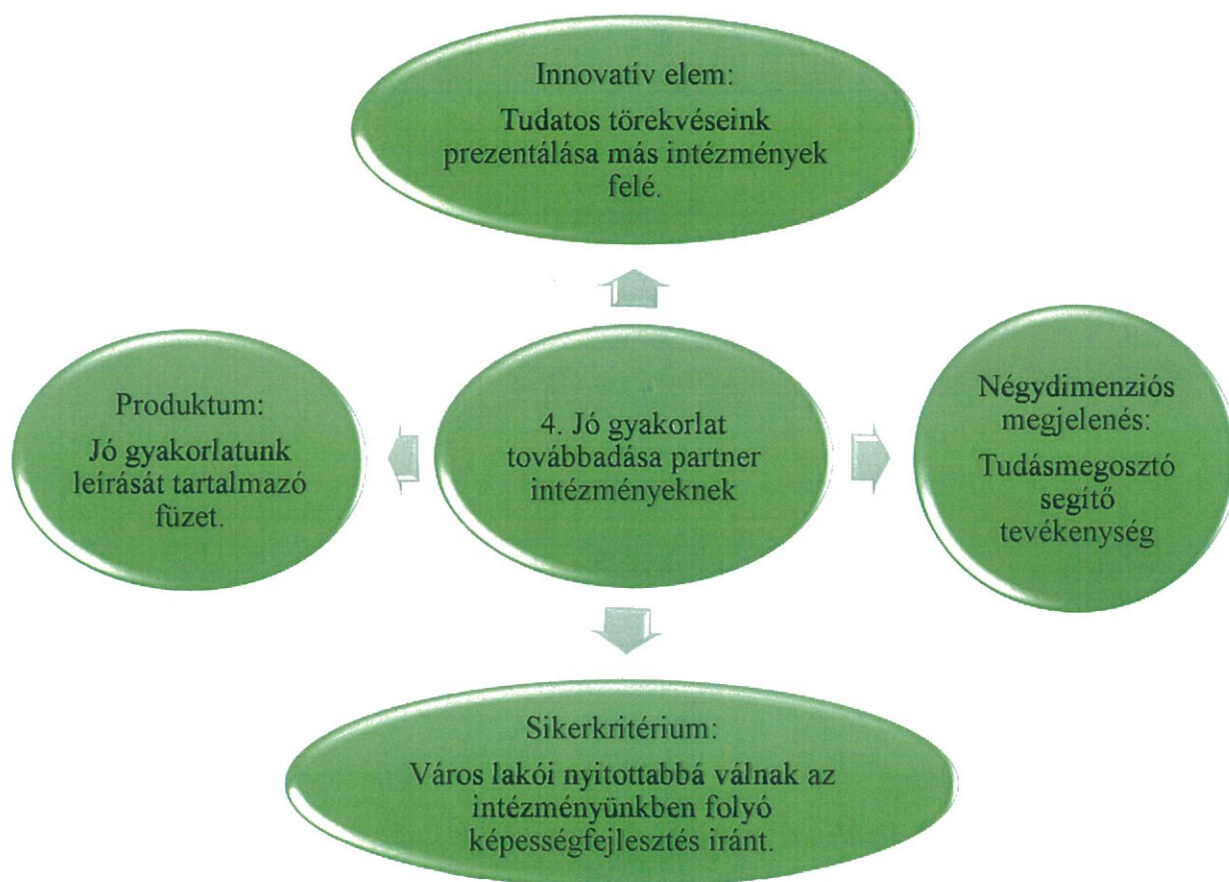 Innovatív elem:
Tudatos törekvéseink
prezentálása más intézmények
felé.
Produktum:
Jó gyakorlatunk
leírását tartalmazó
füzet.
4. Jó gyakorlat
továbbadása partner
intézményeknek
Négydimenziós
megjelenés:
Tudásmegosztó
segítő
tevékenység
Sikerkritérium:
Város lakói nyitottabbá válnak az
intézményünkben folyó
képességfejlesztés iránt.